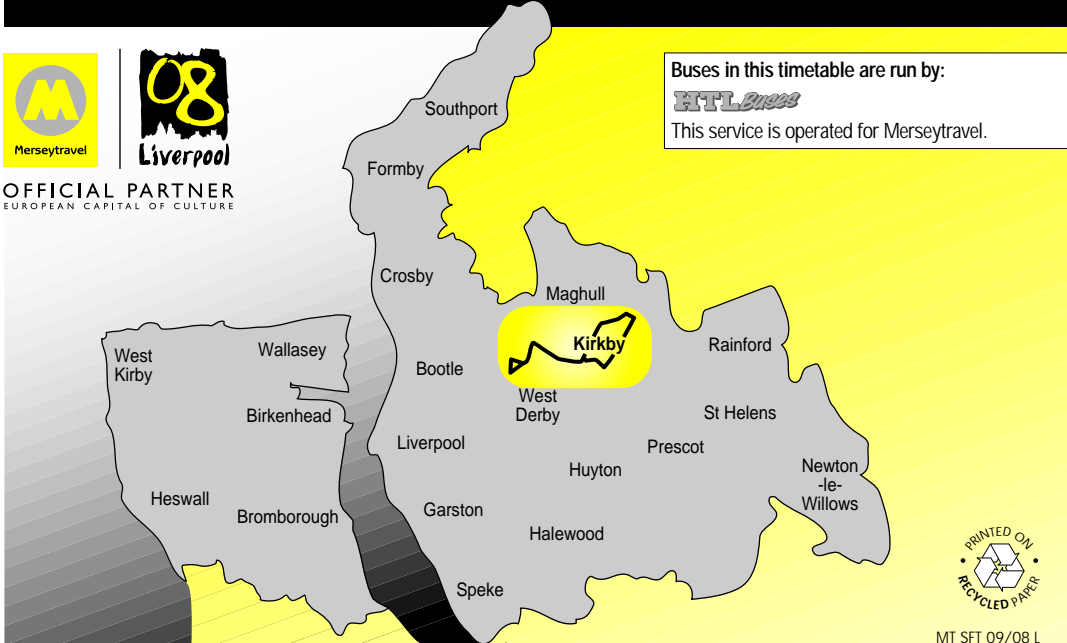 Merseytravel
08
Liverpool
OFFICIAL PARTNER
EUROPEAN CAPITAL OF CULTURE
Buses in this timetable are run by:
HTL Buses
This service is operated for Merseytravel.
Southport
Formby
Crosby
Maghull
Kirkby
Rainford
Bootle
West
Derby
St Helens
Liverpool
Prescot
Huyton
Newton
-le-
Willows
Garston
Halewood
Speke
West
Kirby
Wallasey
Birkenhead
Heswall
Bromborough
PRINTED ON
RECYCLED PAPER
MT SFT 09/08 L